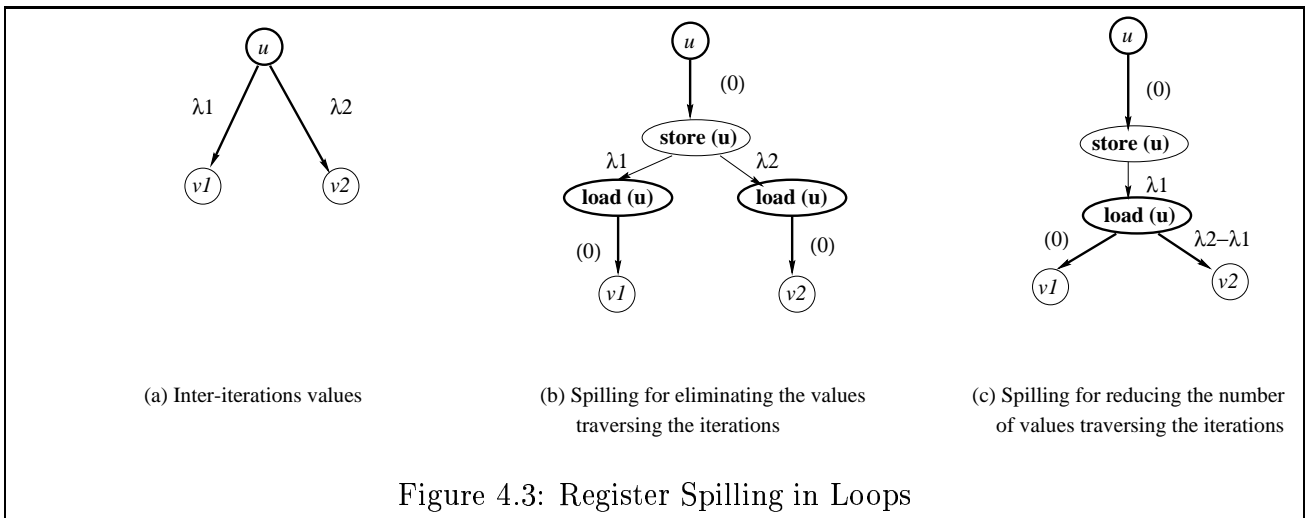 u
λ1
λ2
v1
v2
(a) Inter-iterations values
u
(0)
store (u)
λ1
λ2
load (u)
load (u)
(0)
(0)
v1
v2
(b) Spilling for eliminating the values
traversing the iterations
u
(0)
store (u)
λ1
load (u)
(0)
λ2−λ1
v1
v2
(c) Spilling for reducing the number
of values traversing the iterations
Figure 4.3: Register Spilling in Loops